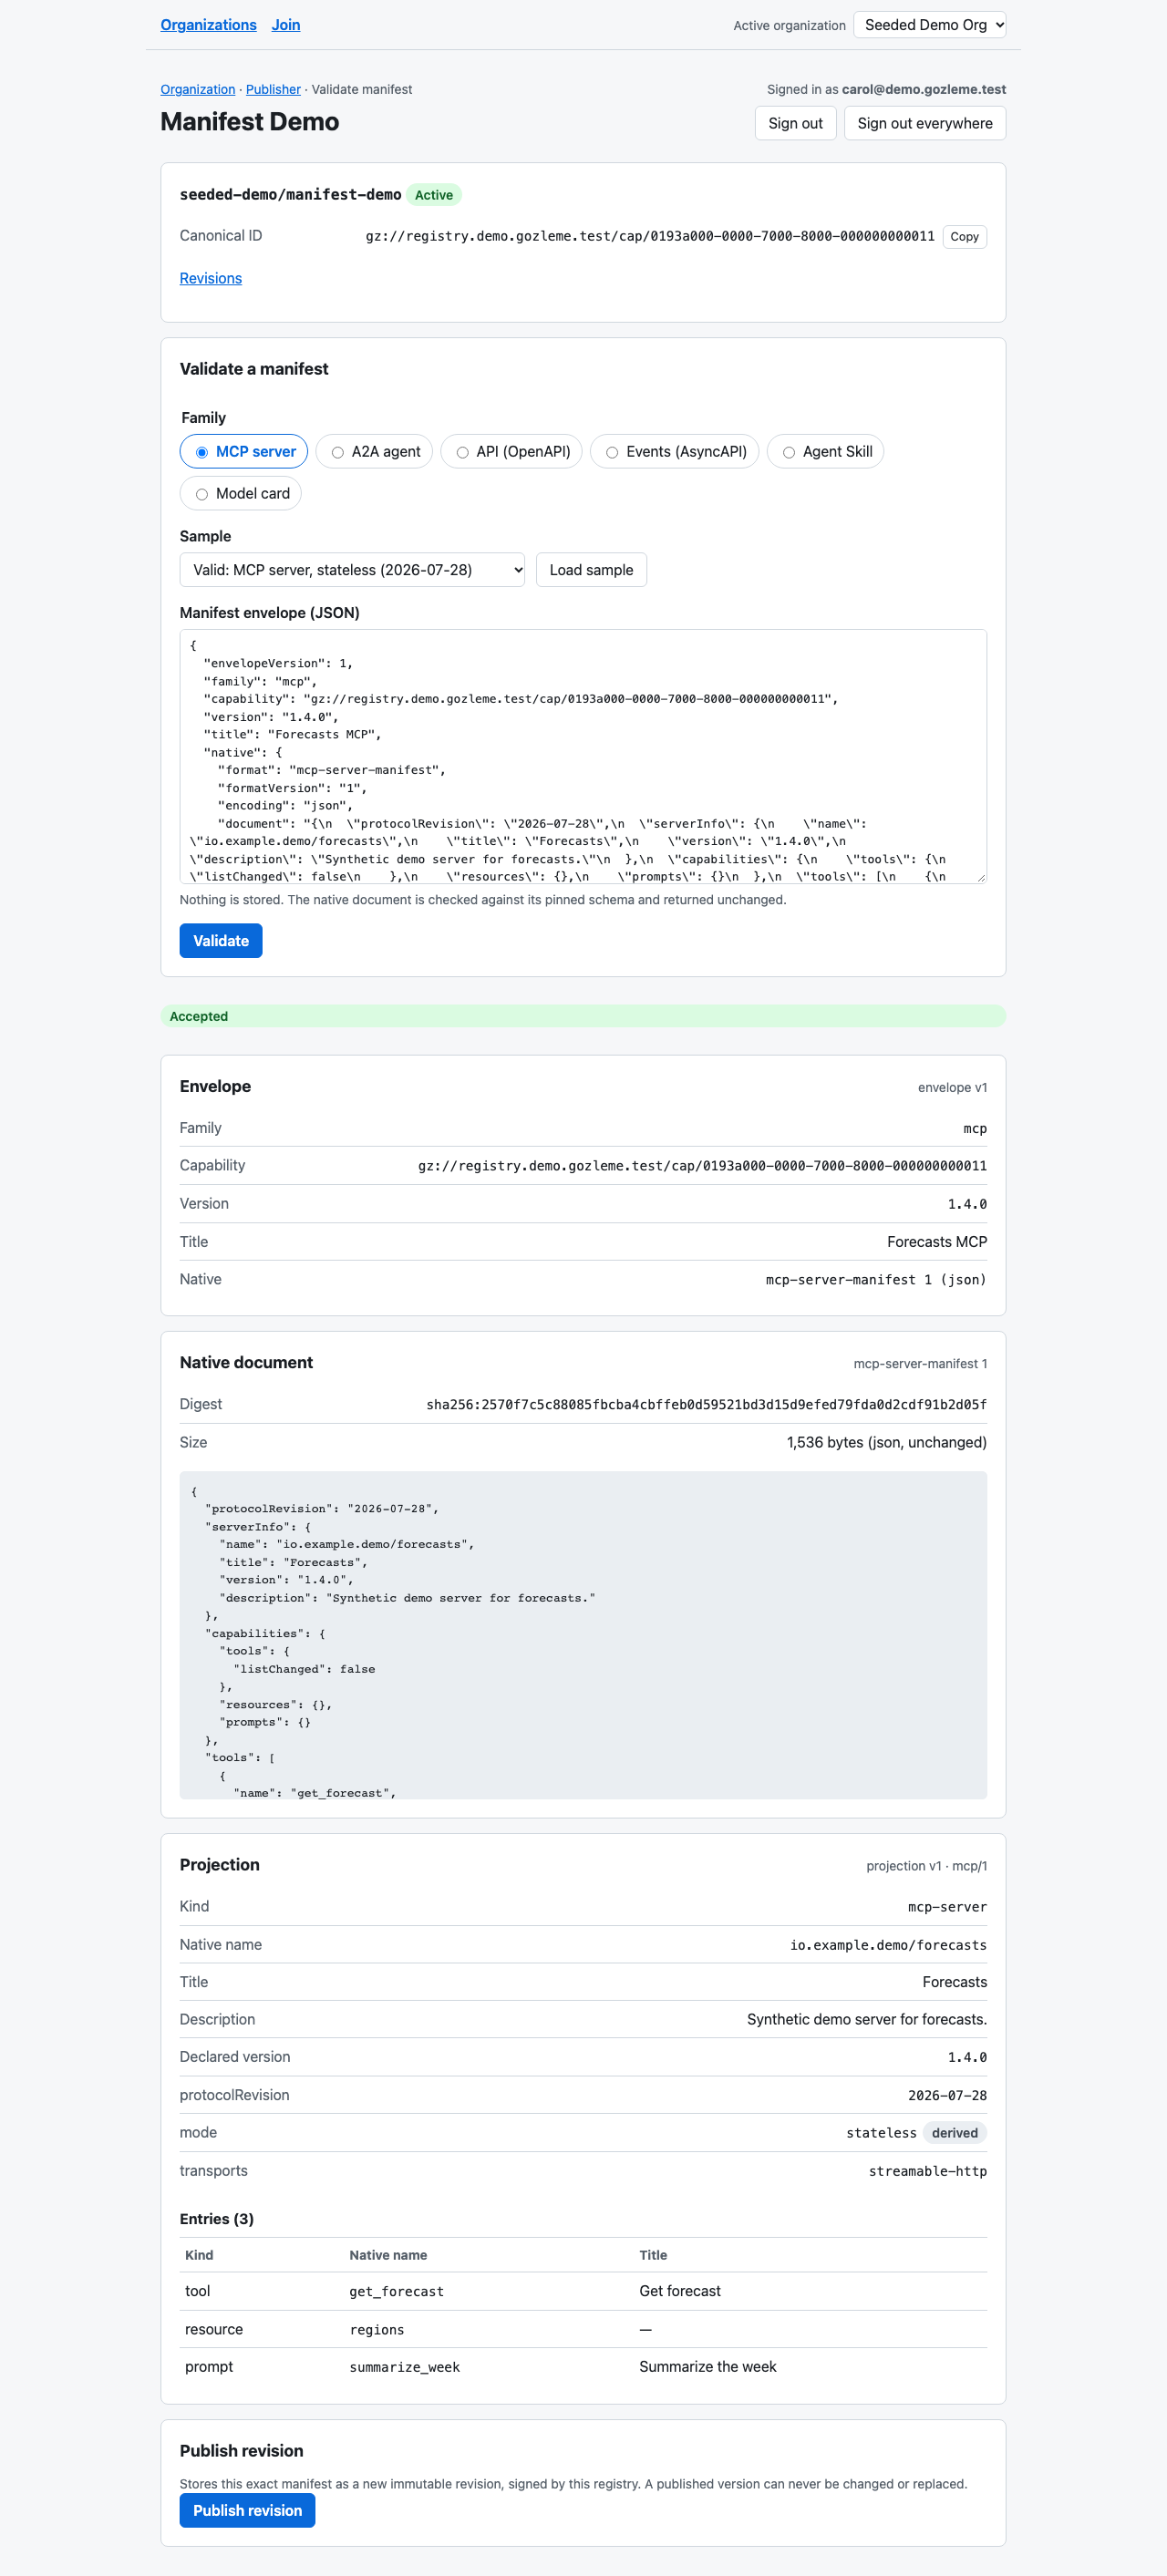 Organizations Join Active organization Seeded Demo Org
Organization · Publisher · Validate manifest Signed in as carol@demo.gozleme.test
Manifest Demo Sign out Sign out everywhere
seeded-demo/manifest-demo Active
Canonical ID gz://registry.demo.gozleme.test/cap/0193a000-0000-7000-8000-000000000011 Copy
Revisions
Validate a manifest
Family
MCP server A2A agent API (OpenAPI) Events (AsyncAPI) Agent Skill
Model card
Sample
Valid: MCP server, stateless (2026-07-28) Load sample
Manifest envelope (JSON)
{
  "envelopeVersion": 1,
  "family": "mcp",
  "capability": "gz://registry.demo.gozleme.test/cap/0193a000-0000-7000-8000-000000000011",
  "version": "1.4.0",
  "title": "Forecasts MCP",
  "native": {
    "format": "mcp-server-manifest",
    "formatVersion": "1",
    "encoding": "json",
    "document": "{\n  \"protocolRevision\": \"2026-07-28\",\n  \"serverInfo\": {\n    \"name\":
\"io.example.demo/forecasts\",\n    \"title\": \"Forecasts\",\n    \"version\": \"1.4.0\",\n
\"description\": \"Synthetic demo server for forecasts.\"\n  },\n  \"capabilities\": {\n    \"tools\": {\n
\"listChanged\": false\n    },\n    \"resources\": {},\n    \"prompts\": {}\n  },\n  \"tools\": [\n    {\n
Nothing is stored. The native document is checked against its pinned schema and returned unchanged.
Validate
Accepted
Envelope envelope v1
Family mcp
Capability gz://registry.demo.gozleme.test/cap/0193a000-0000-7000-8000-000000000011
Version 1.4.0
Title Forecasts MCP
Native mcp-server-manifest 1 (json)
Native document mcp-server-manifest 1
Digest sha256:2570f7c5c88085fbcba4cbffeb0d59521bd3d15d9efed79fda0d2cdf91b2d05f
Size 1,536 bytes (json, unchanged)
{
  "protocolRevision": "2026-07-28",
  "serverInfo": {
    "name": "io.example.demo/forecasts",
    "title": "Forecasts",
    "version": "1.4.0",
    "description": "Synthetic demo server for forecasts."
  },
  "capabilities": {
    "tools": {
      "listChanged": false
    },
    "resources": {},
    "prompts": {}
  },
  "tools": [
    {
      "name": "get_forecast",
Projection projection v1 · mcp/1
Kind mcp-server
Native name io.example.demo/forecasts
Title Forecasts
Description Synthetic demo server for forecasts.
Declared version 1.4.0
protocolRevision 2026-07-28
mode stateless derived
transports streamable-http
Entries (3)
Kind Native name Title
tool get_forecast Get forecast
resource regions —
prompt summarize_week Summarize the week
Publish revision
Stores this exact manifest as a new immutable revision, signed by this registry. A published version can never be changed or replaced.
Publish revision